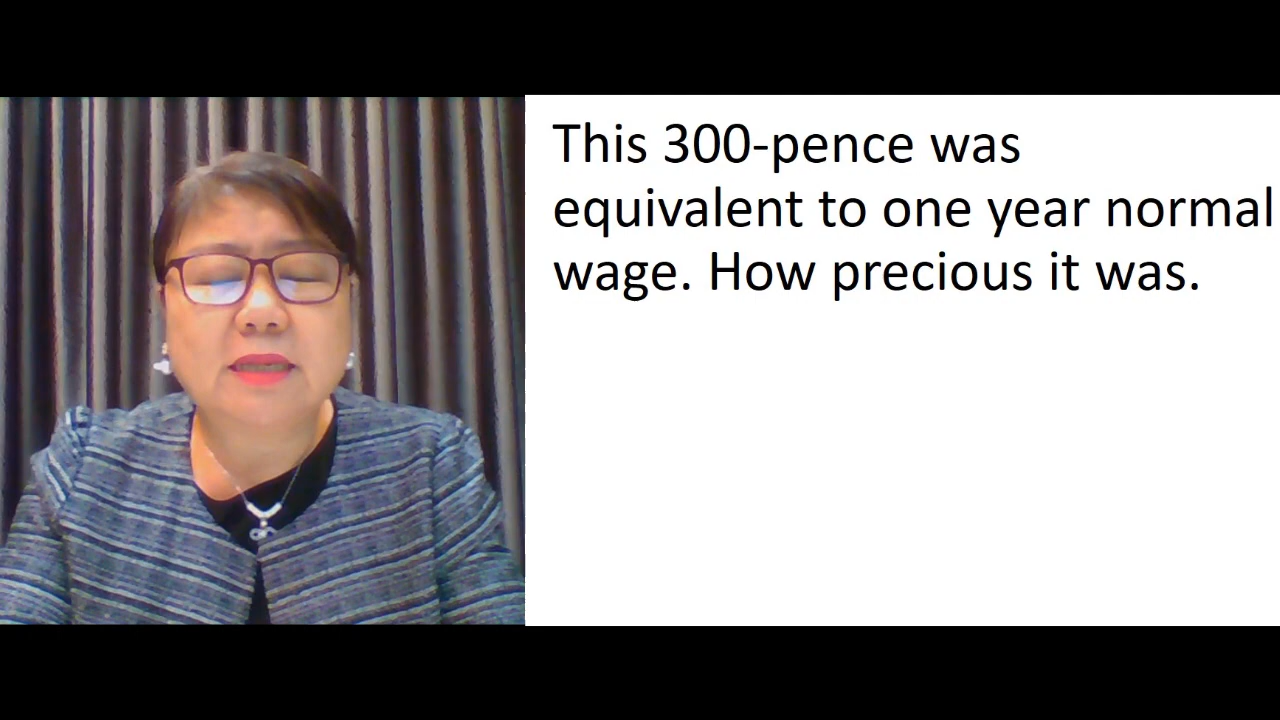 This 300-pence was
equivalent to one year normal
wage. How precious it was.